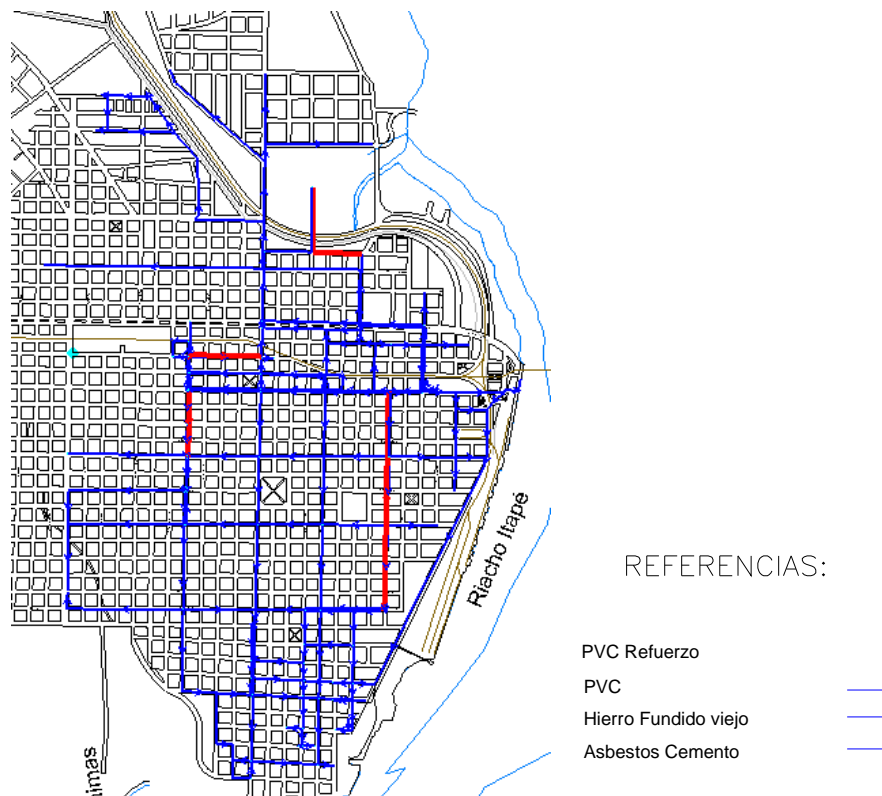 Riacho Itapé
REFERENCIAS:
PVC Refuerzo
PVC
Hierro Fundido viejo
Asbestos Cemento